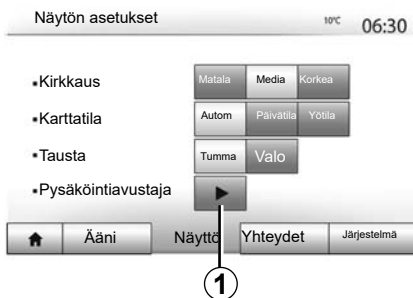 Näytön asetukset 10°C 06:30
▪Kirkkaus Matala Media Korkea
▪Karttatila Autom Päivätila Yötila
▪Tausta Tumma Valo
▪Pysäköintiavustaja
Ääni Näyttö Yhteydet Järjestelmä
1